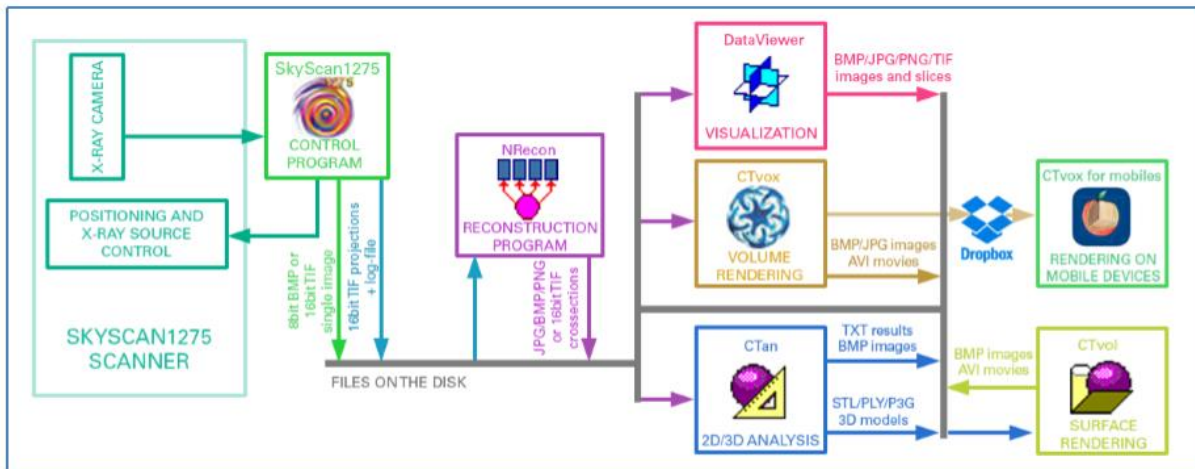 X-RAY CAMERA
POSITIONING AND
X-RAY SOURCE
CONTROL
SKYSCAN1275
SCANNER
SkyScan1275
1275
CONTROL
PROGRAM
8bit BMP or
16bit TIF
single image
16bit TIF projections
+ log-file
FILES ON THE DISK
NRecon
RECONSTRUCTION
PROGRAM
JPG/BMP/PNG
or 16bit TIF
crossections
DataViewer
VISUALIZATION
BMP/JPG/PNG/TIF
images and slices
CTvox
VOLUME
RENDERING
BMP/JPG images
AVI movies
Dropbox
CTvox for mobiles
RENDERING ON
MOBILE DEVICES
CTan
2D/3D ANALYSIS
TXT results
BMP images
STL/PLY/P3G
3D models
BMP images
AVI movies
CTvol
SURFACE
RENDERING